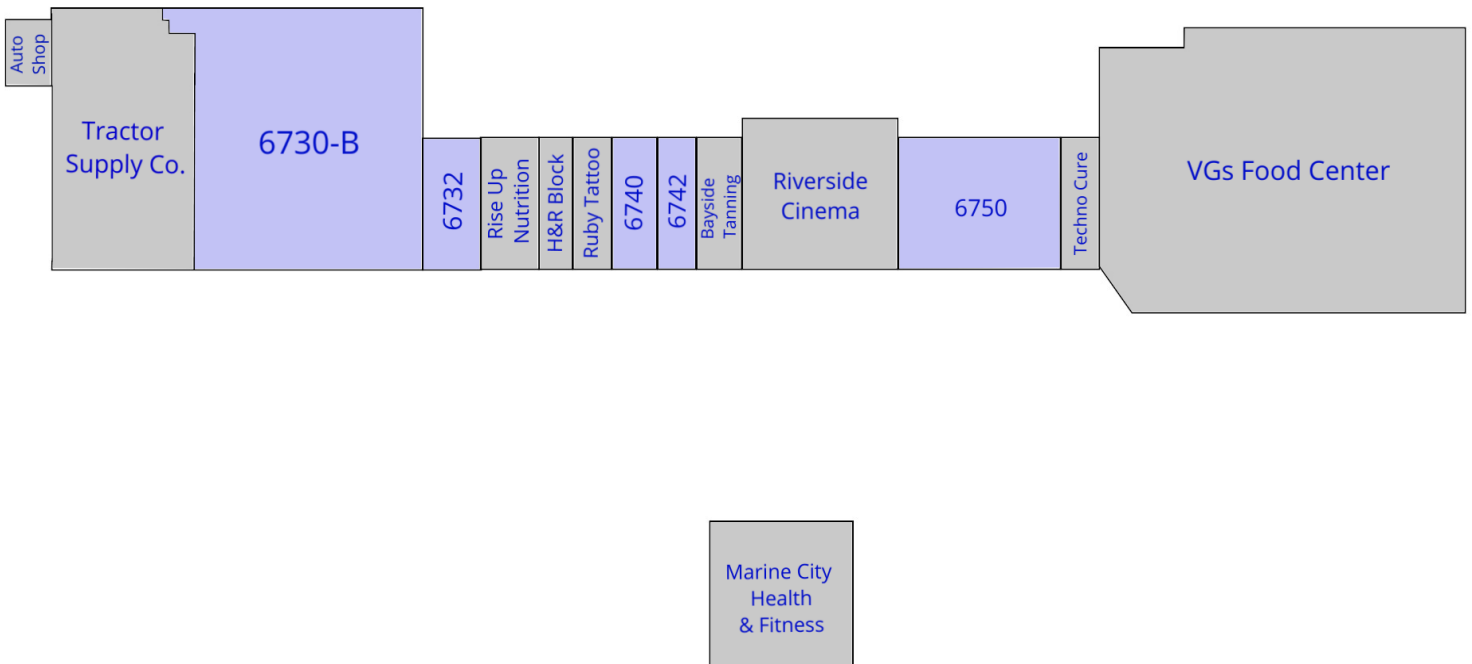 Auto
Shop
Tractor
Supply Co.
6730-B
6732
Rise Up
Nutrition
H&R Block
Ruby Tattoo
6740
6742
Bayside
Tanning
Riverside
Cinema
6750
Techno Cure
VGs Food Center
Marine City
Health
& Fitness